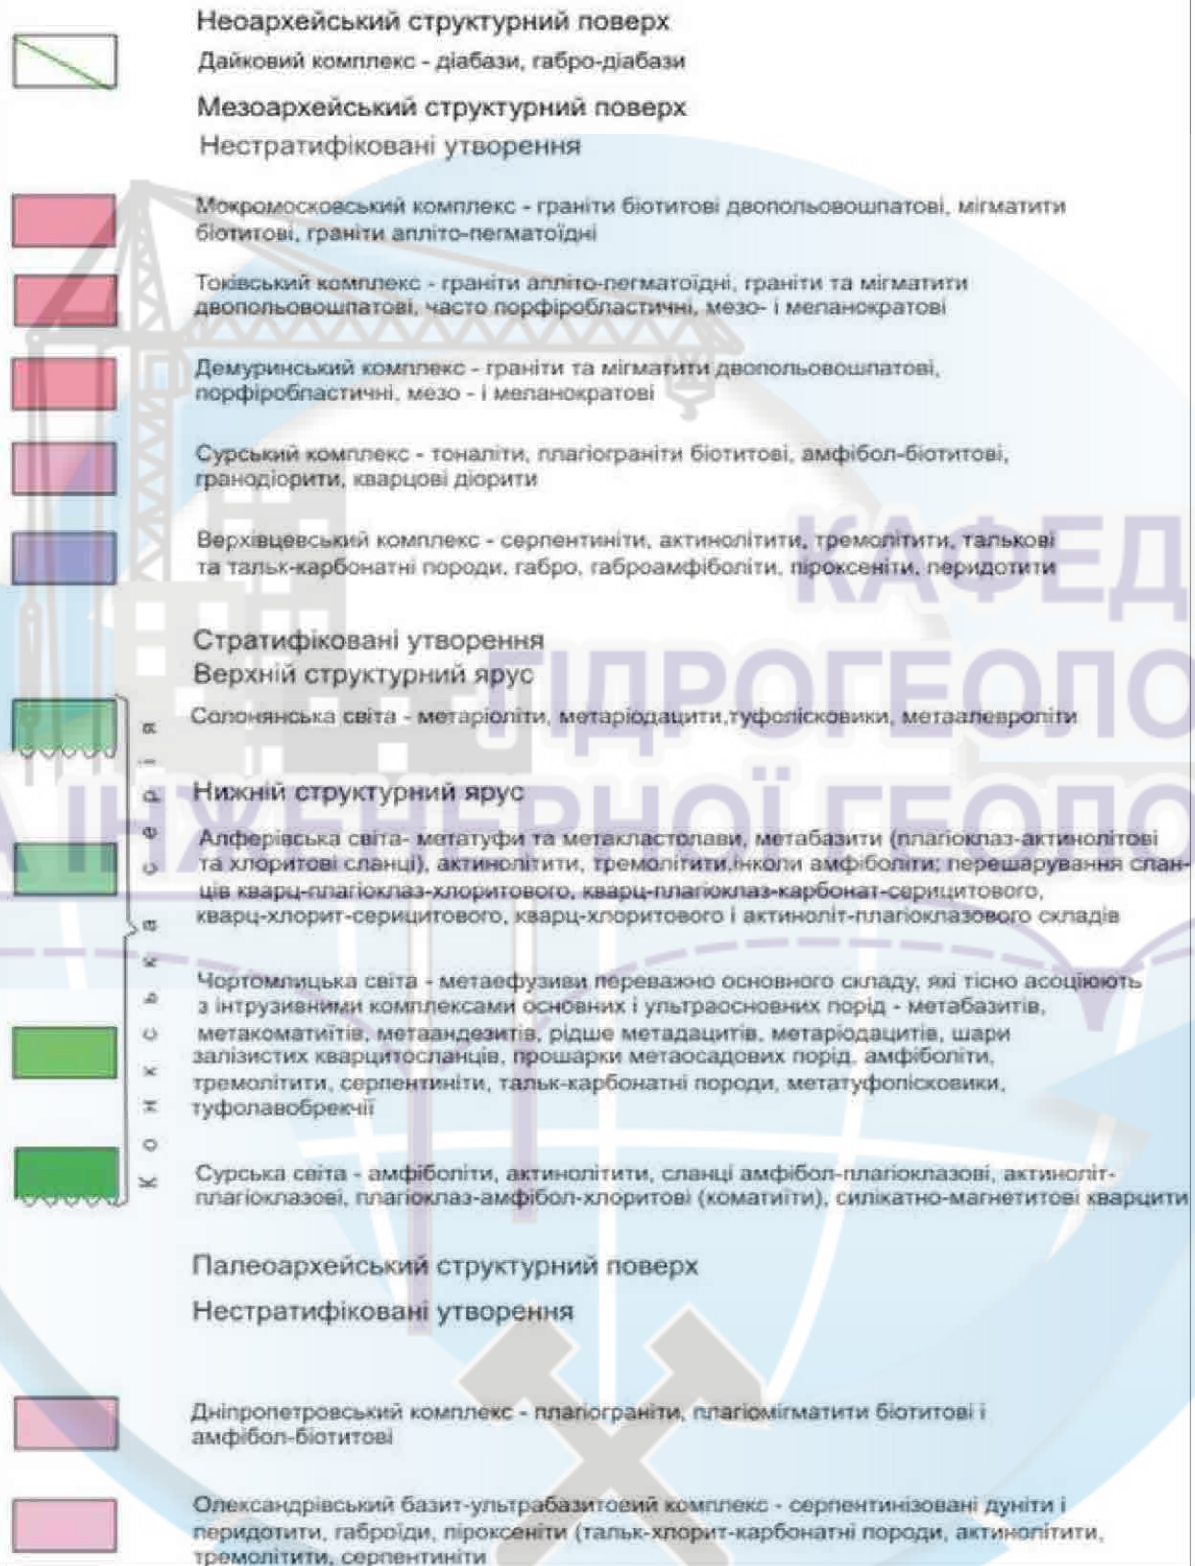 Неоархейський структурний поверх
Дайковий комплекс - діабази, габро-діабази
Мезоархейський структурний поверх
Нестратифіковані утворення
Мокромосковський комплекс - граніти біотитові двопольовошпатові, мігматити
біотитові, граніти апліто-пегматоїдні
Токівський комплекс - граніти апліто-пегматоїдні, граніти та мігматити
двопольовошпатові, часто порфіробластичні, мезо- і меланократові
Демуринський комплекс - граніти та мігматити двопольовошпатові,
порфіробластичні, мезо - і меланократові
Сурський комплекс - тоналіти, плагіограніти біотитові, амфібол-біотитові,
гранодіорити, кварцові діорити
Верхівцевський комплекс - серпентиніти, актинолітити, тремолітити, талькові
та тальк-карбонатні породи, габро, габроамфіболіти, піроксеніти, перидотити
КАФЕД
Стратифіковані утворення
Верхній структурний ярус
ГІДРОГЕОЛО
Солонянська світа - метаріоліти, метаріодацити,туфопісковики, метаалевроліти
Нижній структурний ярус
А ІНЖЕНЕРНОЇ ГЕОЛО
Конкська серія
Алферівська світа- метатуфи та метакластолави, метабазити (плагіоклаз-актинолітові
та хлоритові сланці), актинолітити, тремолітити,інколи амфіболіти; перешарування слан-
ців кварц-плагіоклаз-хлоритового, кварц-плагіоклаз-карбонат-серицитового,
кварц-хлорит-серицитового, кварц-хлоритового і актиноліт-плагіоклазового складів
Чортомлицька світа - метаефузиви переважно основного складу, які тісно асоціюють
з інтрузивними комплексами основних і ультраосновних порід - метабазитів,
метакоматиїтів, метаандезитів, рідше метадацитів, метаріодацитів, шари
залізистих кварцитосланців, прошарки метаосадових порід, амфіболіти,
тремолітити, серпентиніти, тальк-карбонатні породи, метатуфопісковики,
туфолавобрекчії
Сурська світа - амфіболіти, актинолітити, сланці амфібол-плагіоклазові, актиноліт-
плагіоклазові, плагіоклаз-амфібол-хлоритові (коматиїти), силікатно-магнетитові кварцити
Палеоархейський структурний поверх
Нестратифіковані утворення
Дніпропетровський комплекс - плагіограніти, плагіомігматити біотитові і
амфібол-біотитові
Олександрівський базит-ультрабазитовий комплекс - серпентинізовані дуніти і
перидотити, габроїди, піроксеніти (тальк-хлорит-карбонатні породи, актинолітити,
тремолітити, серпентиніти